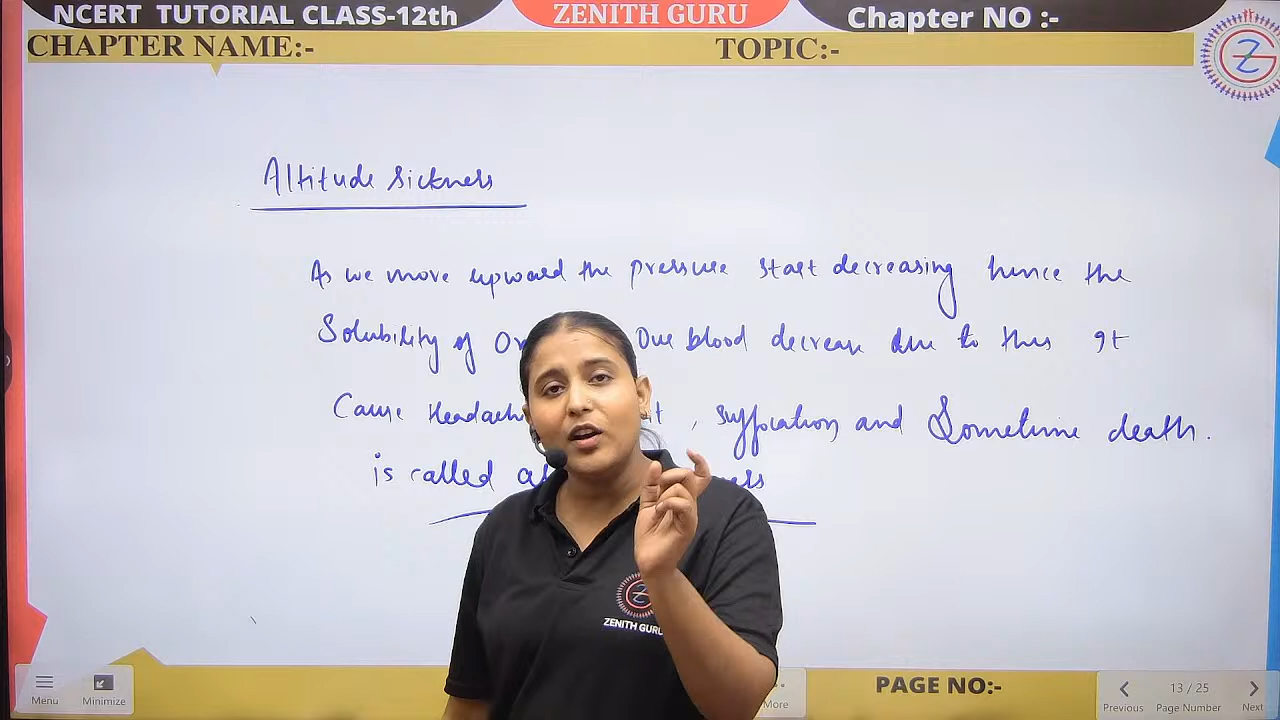 NCERT TUTORIAL CLASS-12th
ZENITH GURU
Chapter NO :-
CHAPTER NAME:-
TOPIC:-
Altitude sickness
As we move upward the pressure start decreasing hence the
Solubility of Our blood decrease due to this It
Cause , suffocation and Sometime death.
is called
ZENITH GURU
Menu
Minimize
More
PAGE NO:-
Previous
13 / 25
Page Number
Next